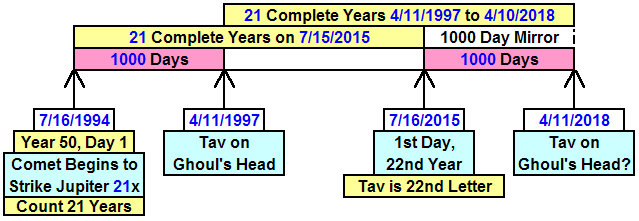 21 Complete Years 4/11/1997 to 4/10/2018
21 Complete Years on 7/15/2015
1000 Day Mirror
1000 Days
1000 Days
7/16/1994
Year 50, Day 1
Comet Begins to
Strike Jupiter 21x
Count 21 Years
4/11/1997
Tav on
Ghoul's Head
7/16/2015
1st Day,
22nd Year
Tav is 22nd Letter
4/11/2018
Tav on
Ghoul's Head?